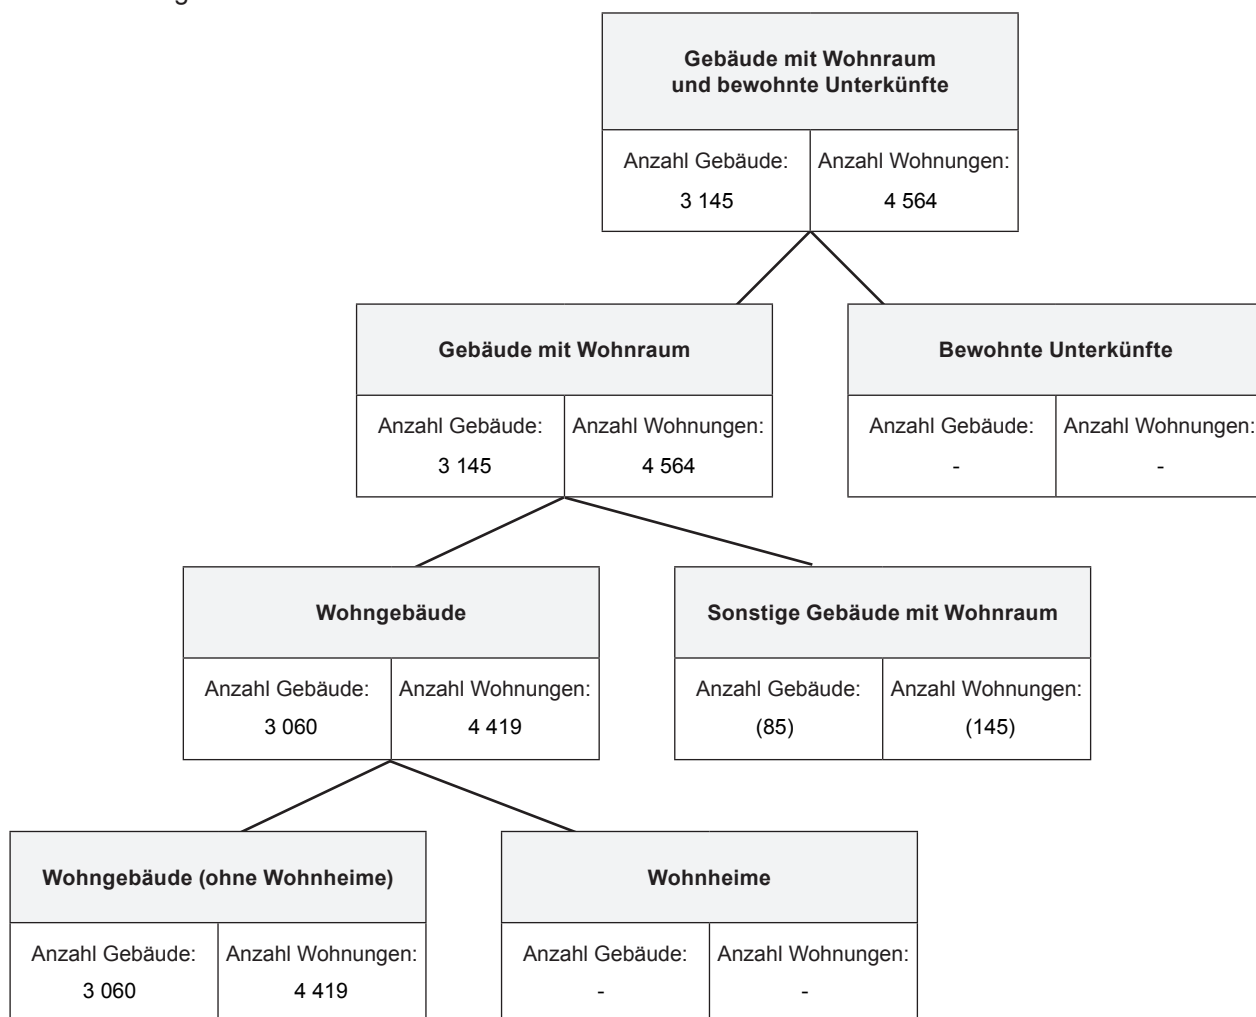 Gebäude mit Wohnraum
und bewohnte Unterkünfte
Anzahl Gebäude: Anzahl Wohnungen:
3 145 4 564
Gebäude mit Wohnraum Bewohnte Unterkünfte
Anzahl Gebäude: Anzahl Wohnungen: Anzahl Gebäude: Anzahl Wohnungen:
3 145 4 564 - -
Wohngebäude Sonstige Gebäude mit Wohnraum
Anzahl Gebäude: Anzahl Wohnungen: Anzahl Gebäude: Anzahl Wohnungen:
3 060 4 419 (85) (145)
Wohngebäude (ohne Wohnheime) Wohnheime
Anzahl Gebäude: Anzahl Wohnungen: Anzahl Gebäude: Anzahl Wohnungen:
3 060 4 419 - -